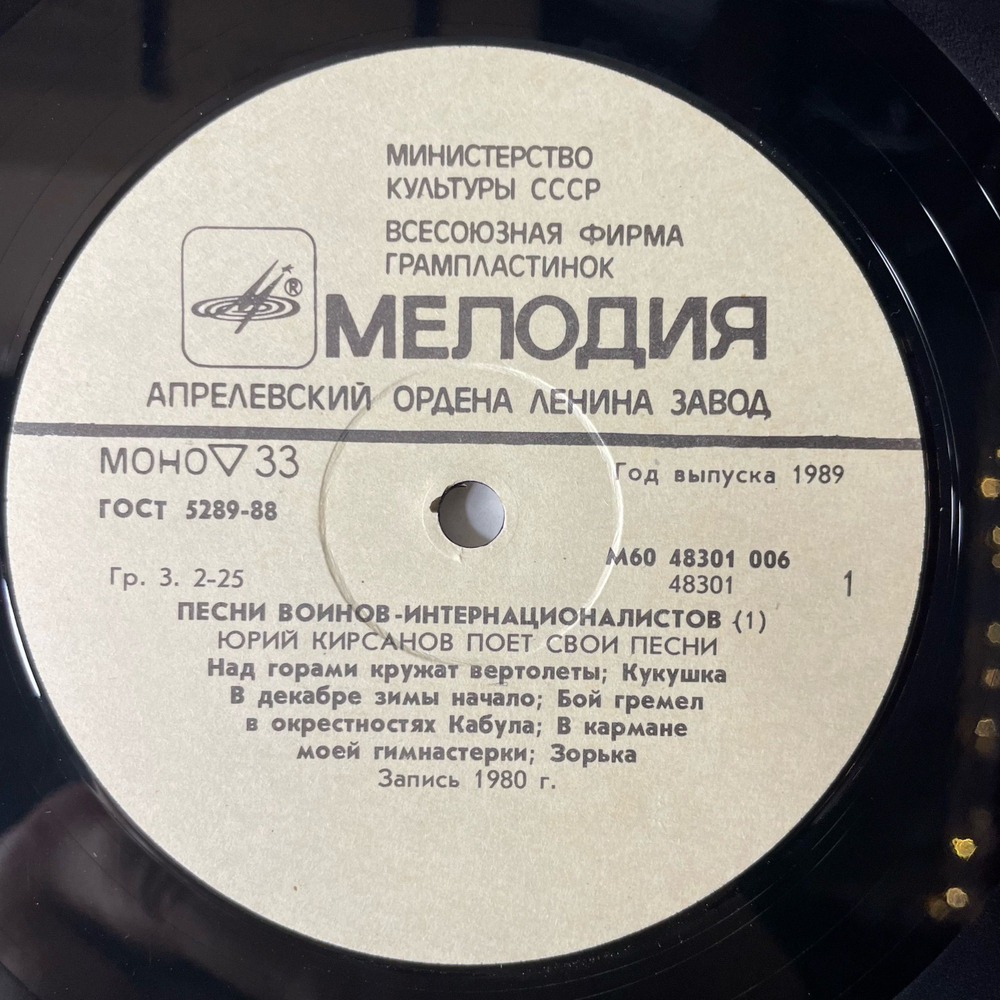 МИНИСТЕРСТВО
КУЛЬТУРЫ СССР
ВСЕСОЮЗНАЯ ФИРМА
ГРАМПЛАСТИНОК
®
МЕЛОДИЯ
АПРЕЛЕВСКИЙ ОРДЕНА ЛЕНИНА ЗАВОД
МОНО ▽ 33
Год выпуска 1989
ГОСТ 5289-88
М60 48301 006
Гр. 3. 2-25
48301
1
ПЕСНИ ВОИНОВ-ИНТЕРНАЦИОНАЛИСТОВ (1)
ЮРИЙ КИРСАНОВ ПОЕТ СВОИ ПЕСНИ
Над горами кружат вертолеты; Кукушка
В декабре зимы начало; Бой гремел
в окрестностях Кабула; В кармане
моей гимнастерки; Зорька
Запись 1980 г.